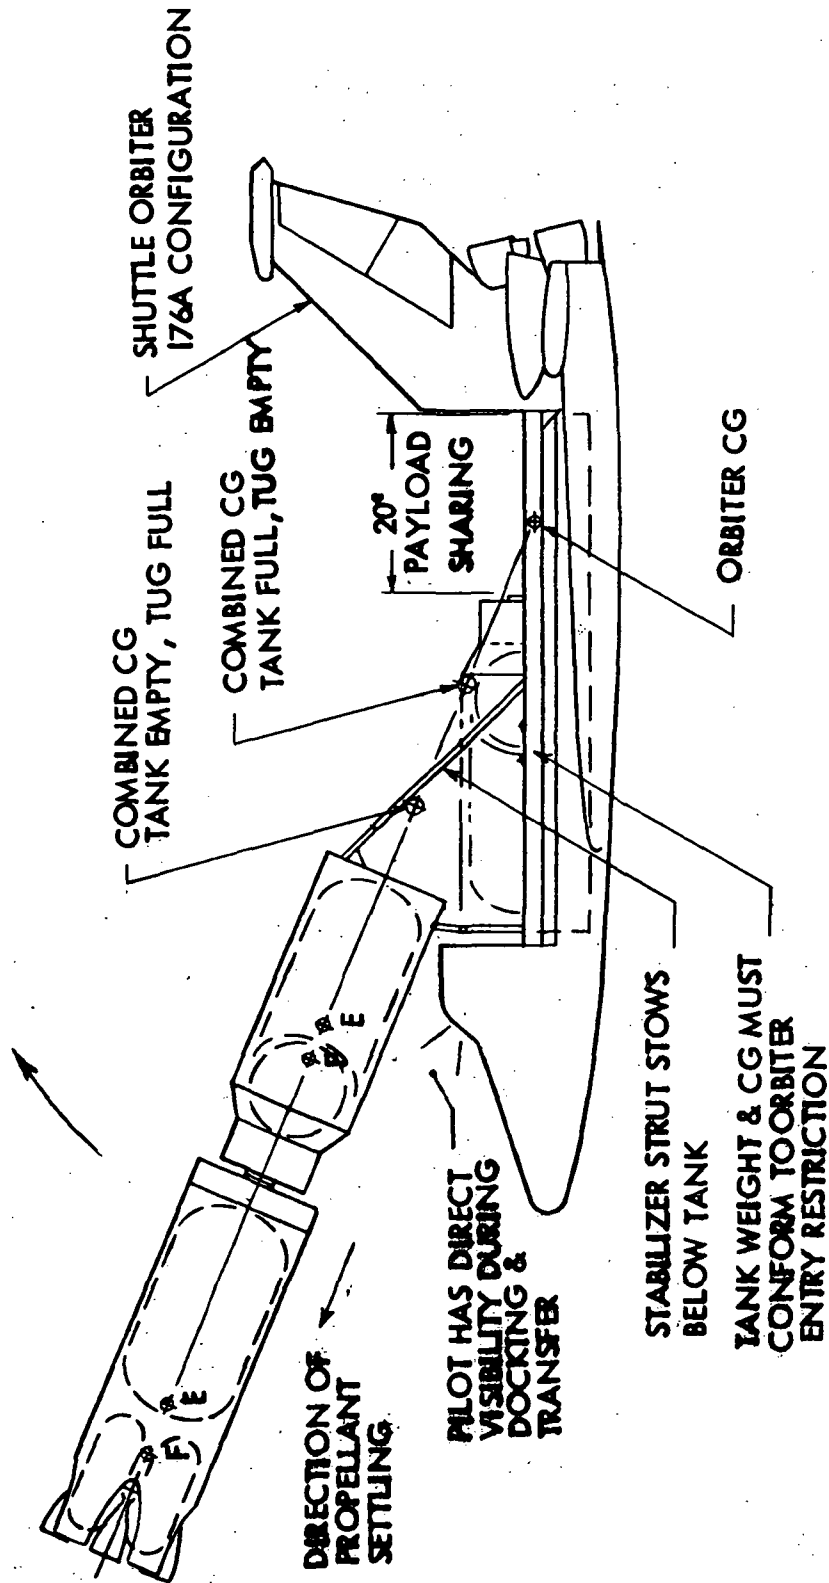 SHUTTLE ORBITER
176A CONFIGURATION
COMBINED CG
TANK EMPTY, TUG FULL
COMBINED CG
TANK FULL, TUG EMPTY
20"
PAYLOAD
SHARING
ORBITER CG
E
E
F
DIRECTION OF
PROPELLANT
SETTLING
PILOT HAS DIRECT
VISIBILITY DURING
DOCKING &
TRANSFER
STABILIZER STRUT STOWS
BELOW TANK
TANK WEIGHT & CG MUST
CONFORM TO ORBITER
ENTRY RESTRICTION